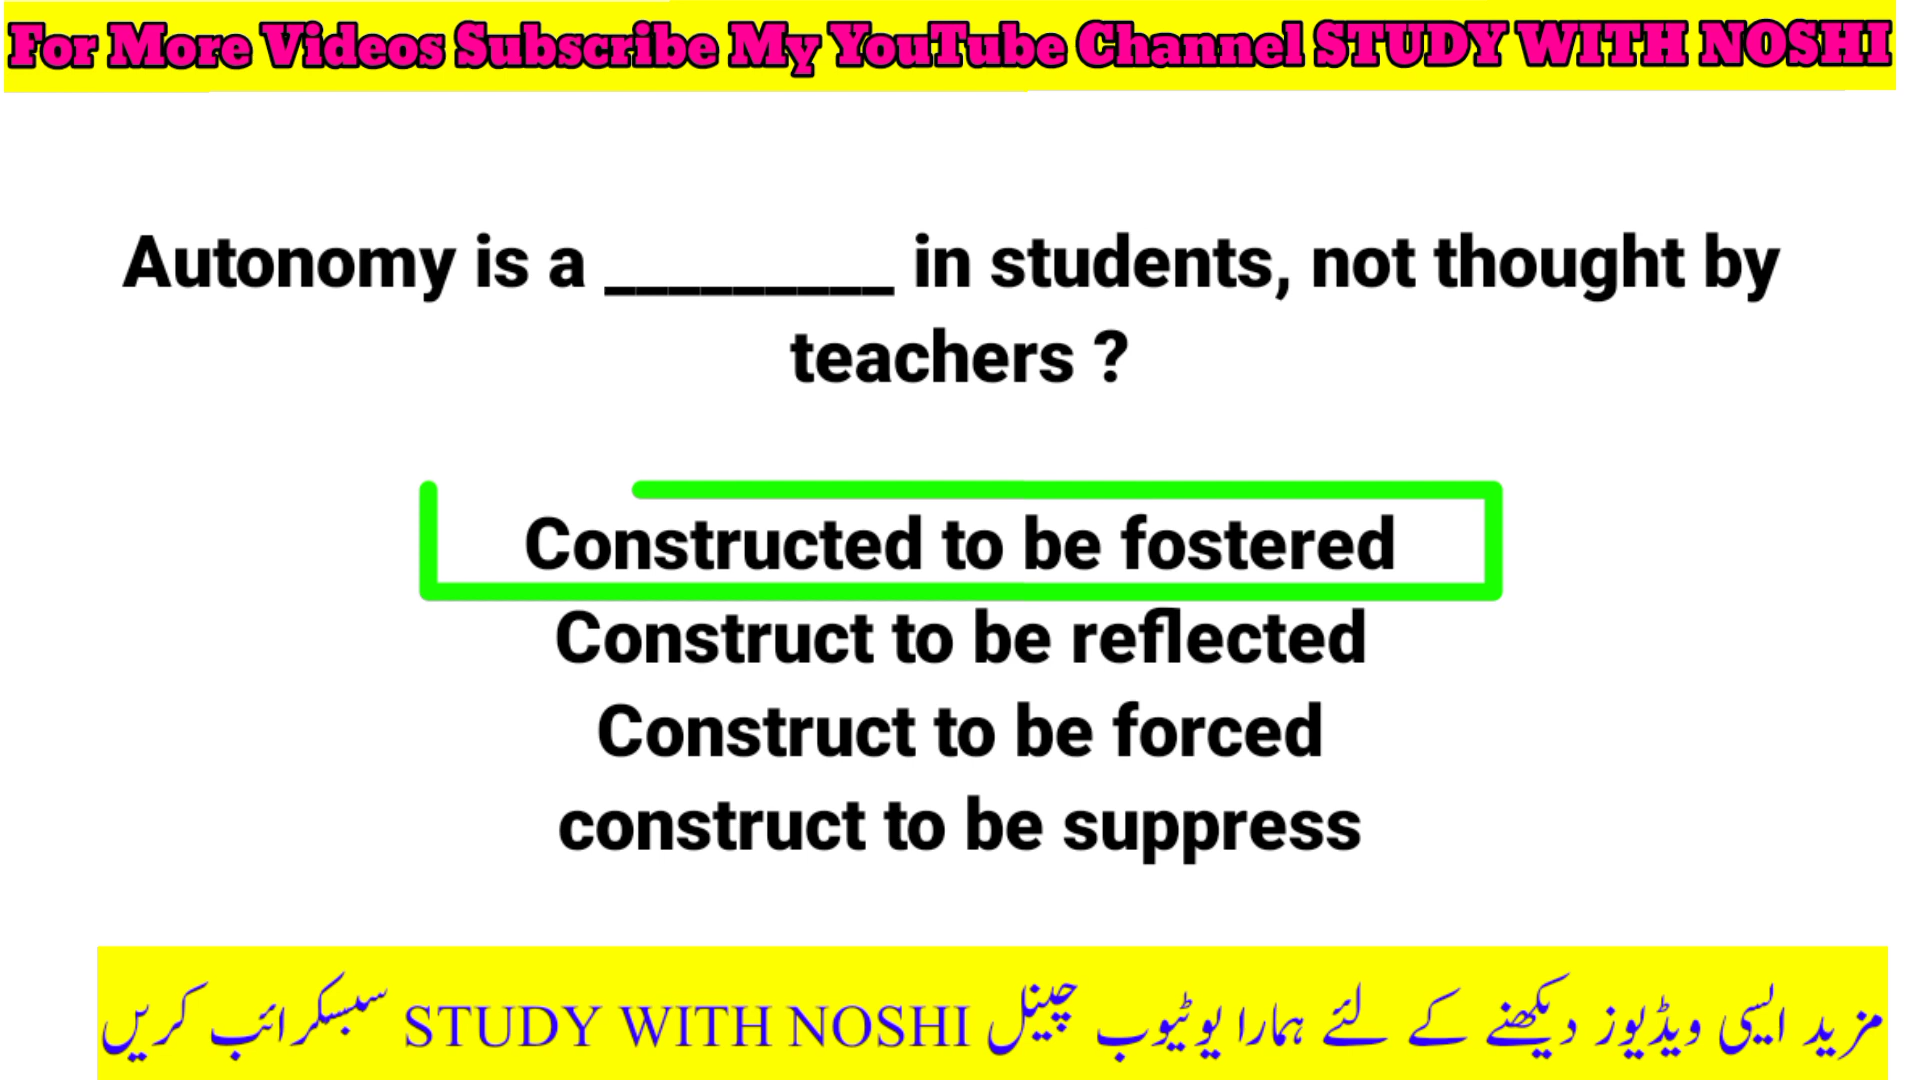 For More Videos Subscribe My YouTube Channel STUDY WITH NOSHI
Autonomy is a _________ in students, not thought by
teachers ?
Constructed to be fostered
Construct to be reflected
Construct to be forced
construct to be suppress
مزید ایسی ویڈیوز دیکھنے کے لئے ہمارا یوٹیوب چینل STUDY WITH NOSHI سبسکرائب کریں